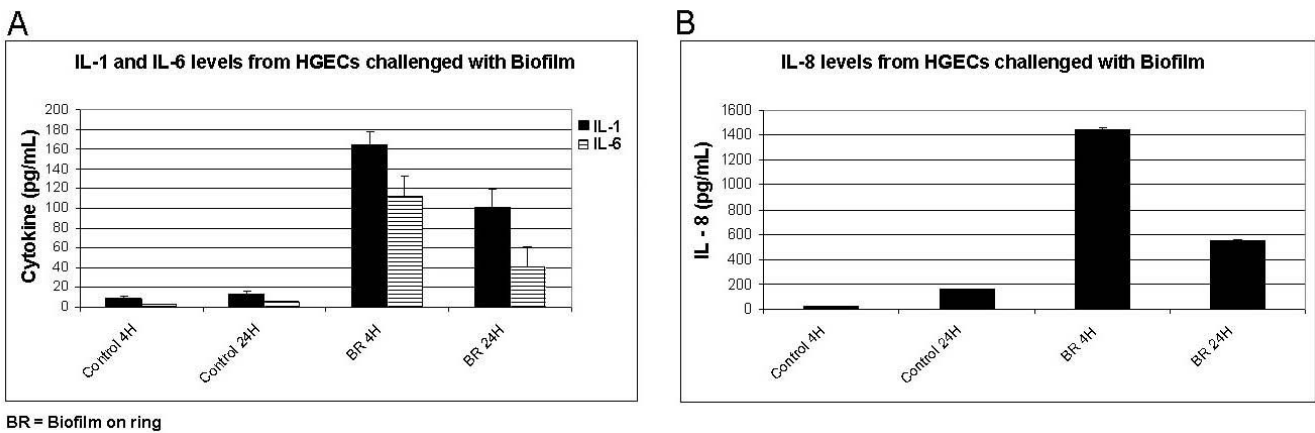 A
IL-1 and IL-6 levels from HGECs challenged with Biofilm
Cytokine (pg/mL)
200
180
160
140
120
100
80
60
40
20
0
IL-1
IL-6
Control 4H
Control 24H
BR 4H
BR 24H
BR = Biofilm on ring
B
IL-8 levels from HGECs challenged with Biofilm
IL - 8 (pg/mL)
1600
1400
1200
1000
800
600
400
200
0
Control 4H
Control 24H
BR 4H
BR 24H